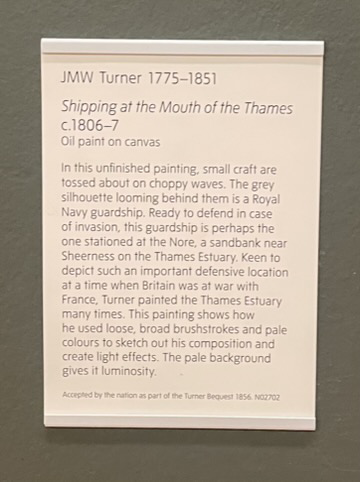 JMW Turner 1775–1851
Shipping at the Mouth of the Thames
c.1806–7
Oil paint on canvas
In this unfinished painting, small craft are
tossed about on choppy waves. The grey
silhouette looming behind them is a Royal
Navy guardship. Ready to defend in case
of invasion, this guardship is perhaps the
one stationed at the Nore, a sandbank near
Sheerness on the Thames Estuary. Keen to
depict such an important defensive location
at a time when Britain was at war with
France, Turner painted the Thames Estuary
many times. This painting shows how
he used loose, broad brushstrokes and pale
colours to sketch out his composition and
create light effects. The pale background
gives it luminosity.
Accepted by the nation as part of the Turner Bequest 1856. N02702